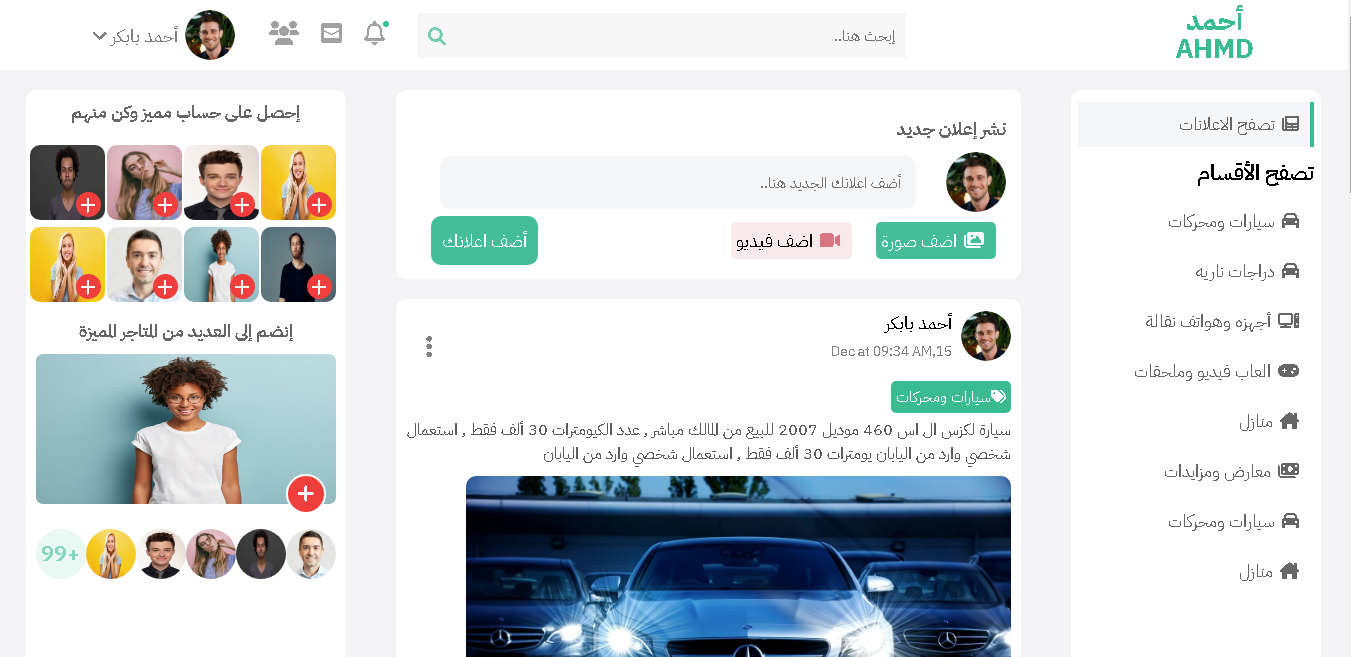 أحمد
AHMD
إبحث هنا..
أحمد بابكر
تصفح الاعلانات
تصفح الأقسام
سيارات ومحركات
دراجات ناريه
أجهزه وهواتف نقالة
العاب فيديو وملحقات
منازل
معارض ومزايدات
سيارات ومحركات
منازل
نشر إعلان جديد
أضف اعلانك الجديد هنا..
اضف صورة
اضف فيديو
أضف اعلانك
أحمد بابكر
Dec at 09:34 AM,15
سيارات ومحركات
سيارة لكزس ال اس 460 موديل 2007 للبيع من المالك مباشر , عدد الكيومترات 30 ألف فقط , استعمال
شخصي وارد من اليابان يومترات 30 ألف فقط , استعمال شخصي وارد من اليابان
إحصل على حساب مميز وكن منهم
إنضم إلى العديد من المتاجر المميزة
99+